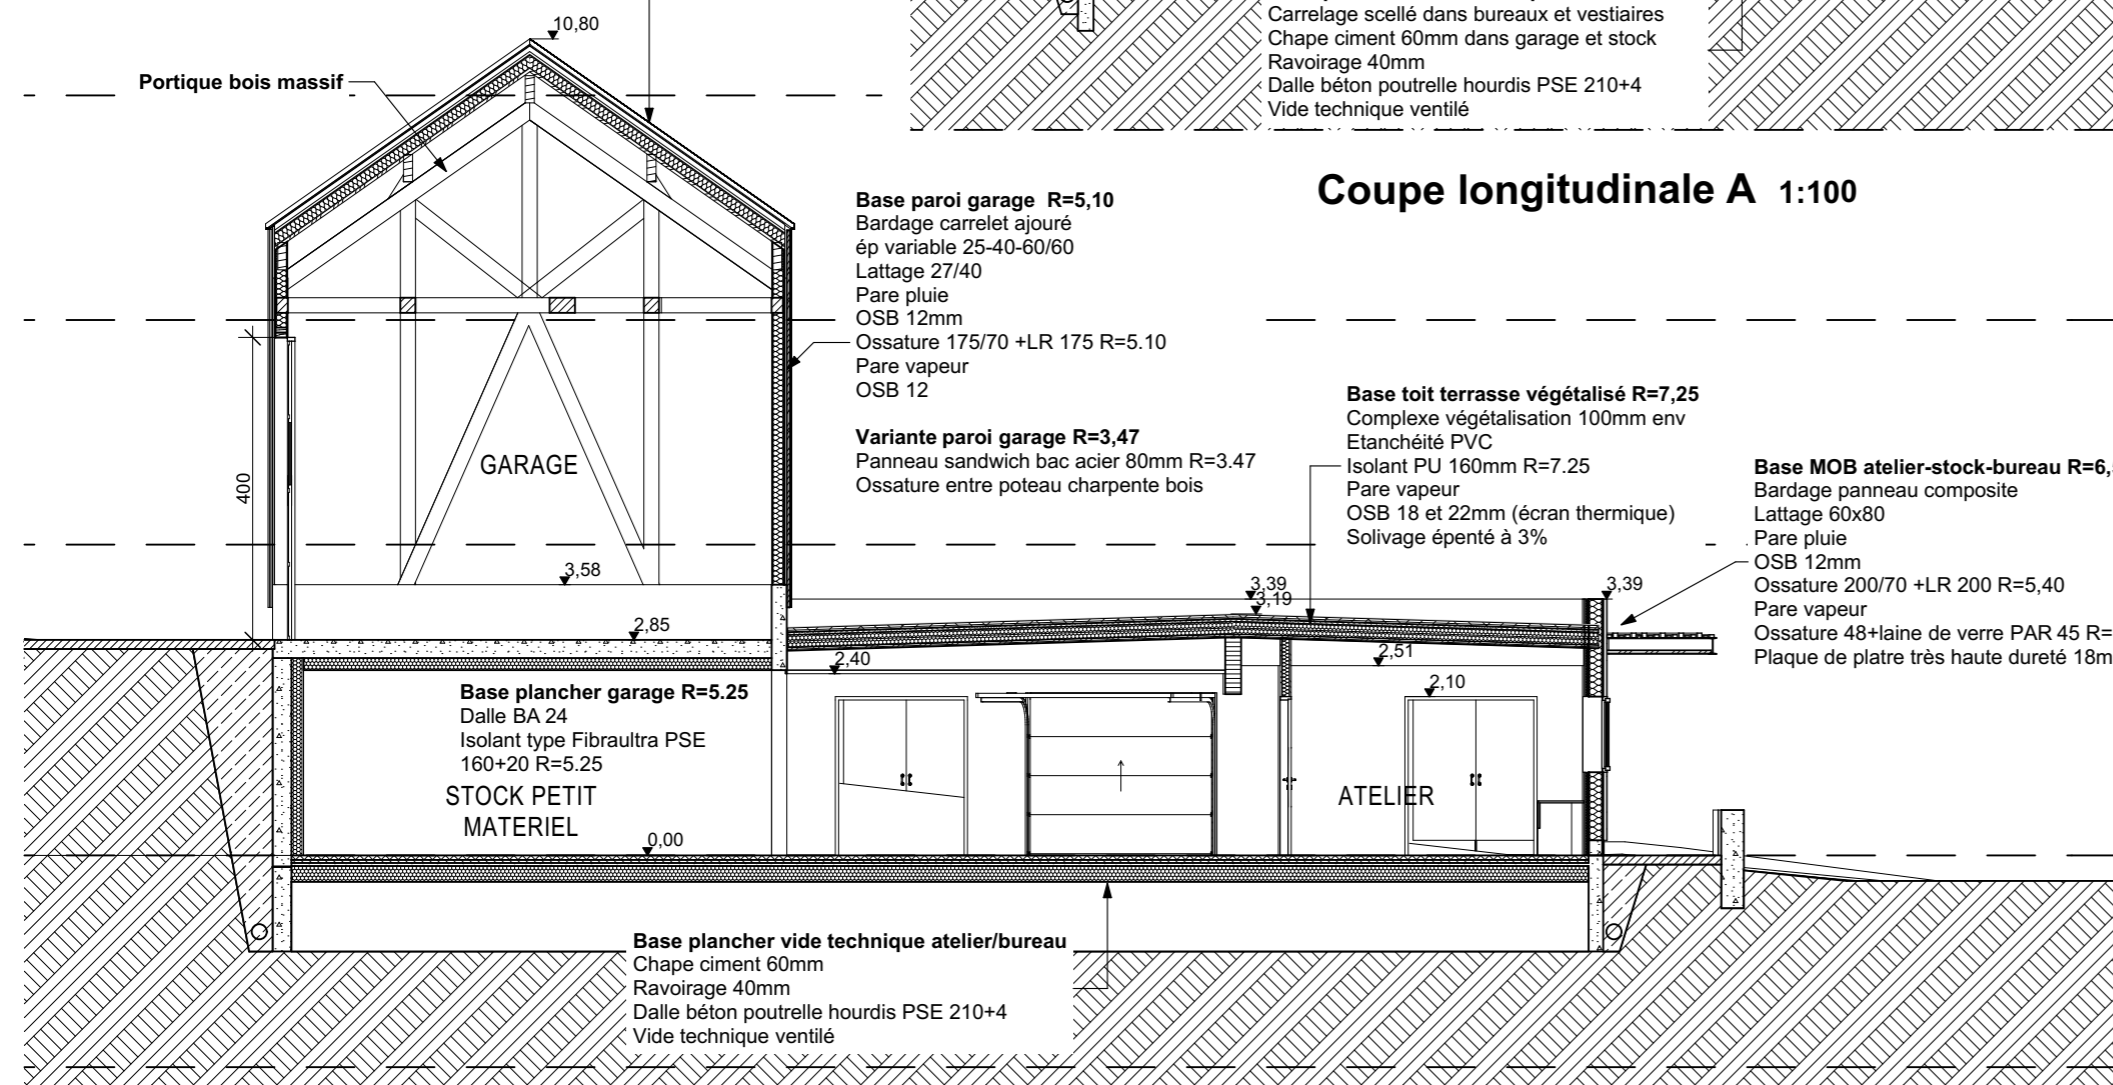 Carrelage scellé dans bureaux et vestiaires
Chape ciment 60mm dans garage et stock
Ravoirage 40mm
Dalle béton poutrelle hourdis PSE 210+4
Vide technique ventilé
10,80
Portique bois massif
Coupe longitudinale A 1:100
Base paroi garage R=5,10
Bardage carrelet ajouré
ép variable 25-40-60/60
Lattage 27/40
Pare pluie
OSB 12mm
Ossature 175/70 +LR 175 R=5.10
Pare vapeur
OSB 12
Variante paroi garage R=3,47
Panneau sandwich bac acier 80mm R=3.47
Ossature entre poteau charpente bois
Base toit terrasse végétalisé R=7,25
Complexe végétalisation 100mm env
Etanchéité PVC
Isolant PU 160mm R=7.25
Pare vapeur
OSB 18 et 22mm (écran thermique)
Solivage épenté à 3%
Base MOB atelier-stock-bureau R=6,
Bardage panneau composite
Lattage 60x80
Pare pluie
OSB 12mm
Ossature 200/70 +LR 200 R=5,40
Pare vapeur
Ossature 48+laine de verre PAR 45 R=
Plaque de platre très haute dureté 18m
GARAGE
400
3,58
2,85
3,39
3,19
3,39
2,40
2,51
2,10
Base plancher garage R=5.25
Dalle BA 24
Isolant type Fibraultra PSE
160+20 R=5.25
STOCK PETIT
MATERIEL
ATELIER
0,00
Base plancher vide technique atelier/bureau
Chape ciment 60mm
Ravoirage 40mm
Dalle béton poutrelle hourdis PSE 210+4
Vide technique ventilé